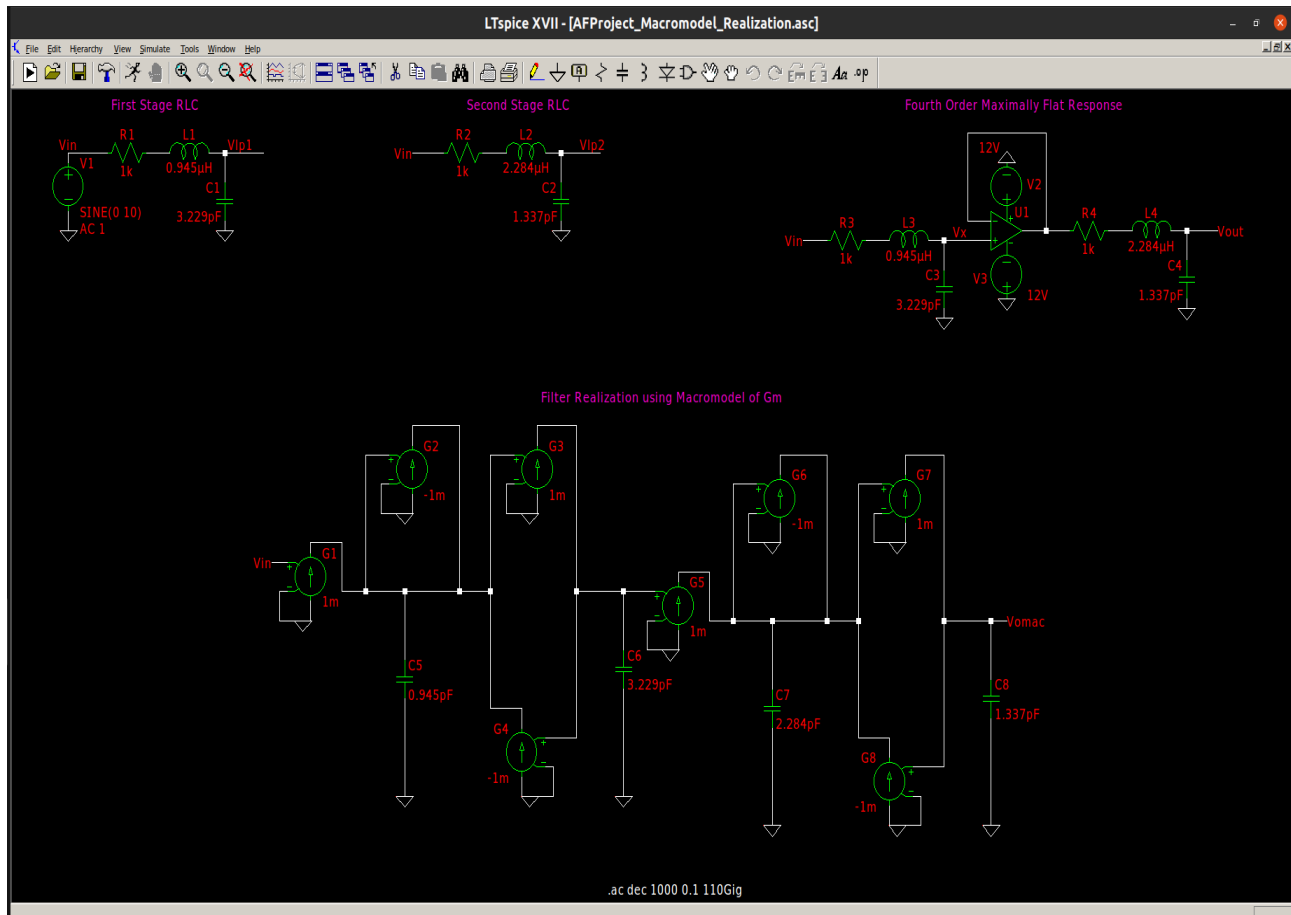 LTspice XVII - [AFProject_Macromodel_Realization.asc]
File Edit Hierarchy View Simulate Tools Window Help
Aa .op
First Stage RLC
Vin
V1
SINE(0 10)
AC 1
R1
1k
L1
0.945µH
Vlp1
C1
3.229pF
Second Stage RLC
Vin
R2
1k
L2
2.284µH
Vlp2
C2
1.337pF
Fourth Order Maximally Flat Response
Vin
R3
1k
L3
0.945µH
Vx
C3
3.229pF
12V
V2
U1
V3
12V
R4
1k
L4
2.284µH
Vout
C4
1.337pF
Filter Realization using Macromodel of Gm
Vin
G1
1m
G2
-1m
C5
0.945pF
G3
1m
G4
-1m
C6
3.229pF
G5
1m
G6
-1m
C7
2.284pF
G7
1m
G8
-1m
Vomac
C8
1.337pF
.ac dec 1000 0.1 110Gig